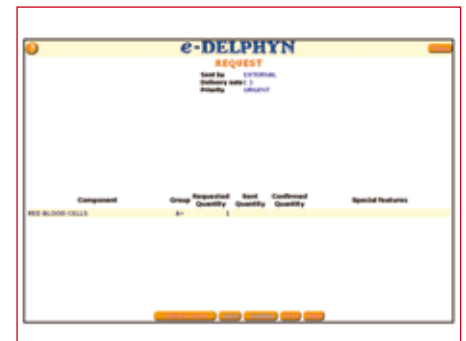 e-DELPHYN
REQUEST
Sent by EXTERNAL
Delivery note ( )
Priority URGENT
Component Group Requested Quantity Sent Quantity Confirmed Quantity Special features
RED BLOOD CELLS 1